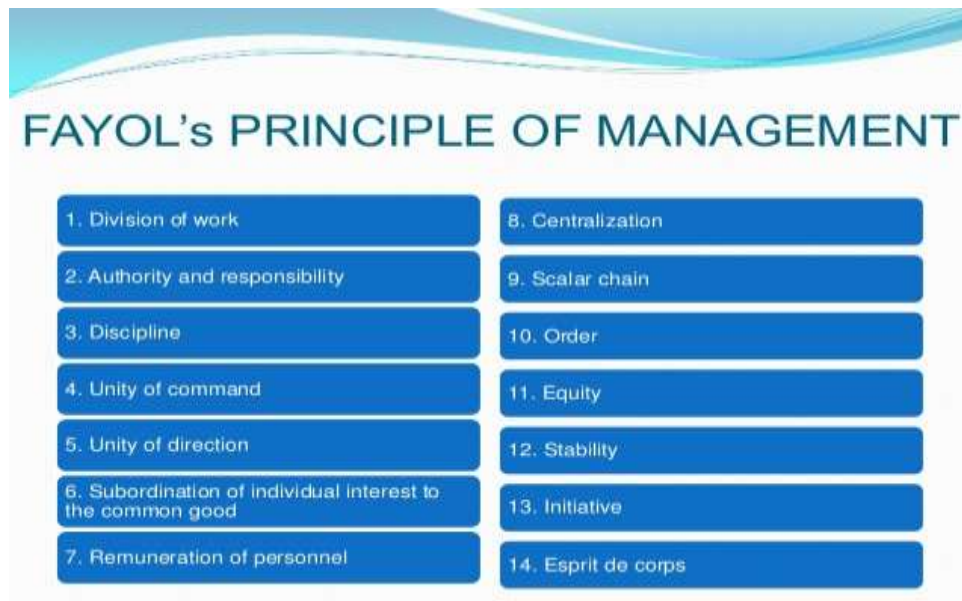 FAYOL's PRINCIPLE OF MANAGEMENT
1. Division of work
2. Authority and responsibility
3. Discipline
4. Unity of command
5. Unity of direction
6. Subordination of individual interest to
the common good
7. Remuneration of personnel
8. Centralization
9. Scalar chain
10. Order
11. Equity
12. Stability
13. Initiative
14. Esprit de corps